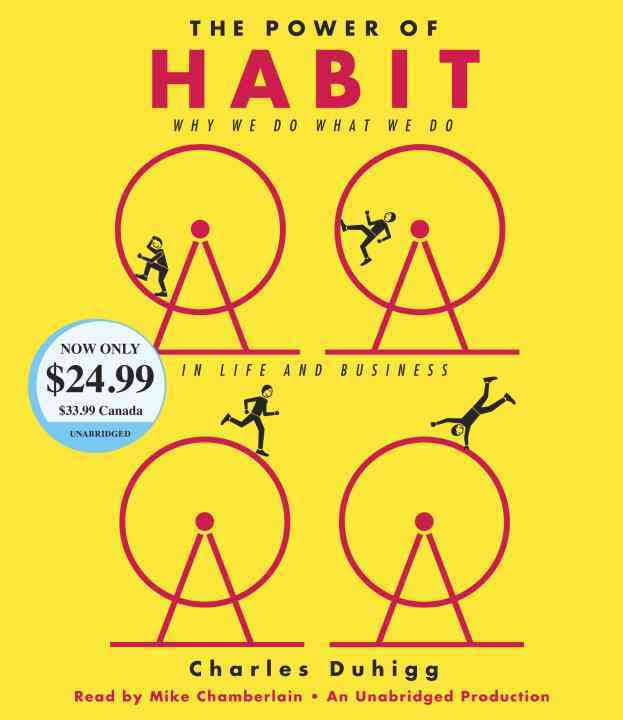 THE POWER OF
HABIT
WHY WE DO WHAT WE DO
NOW ONLY
$24.99
$33.99 Canada
UNABRIDGED
IN LIFE AND BUSINESS
Charles Duhigg
Read by Mike Chamberlain • An Unabridged Production